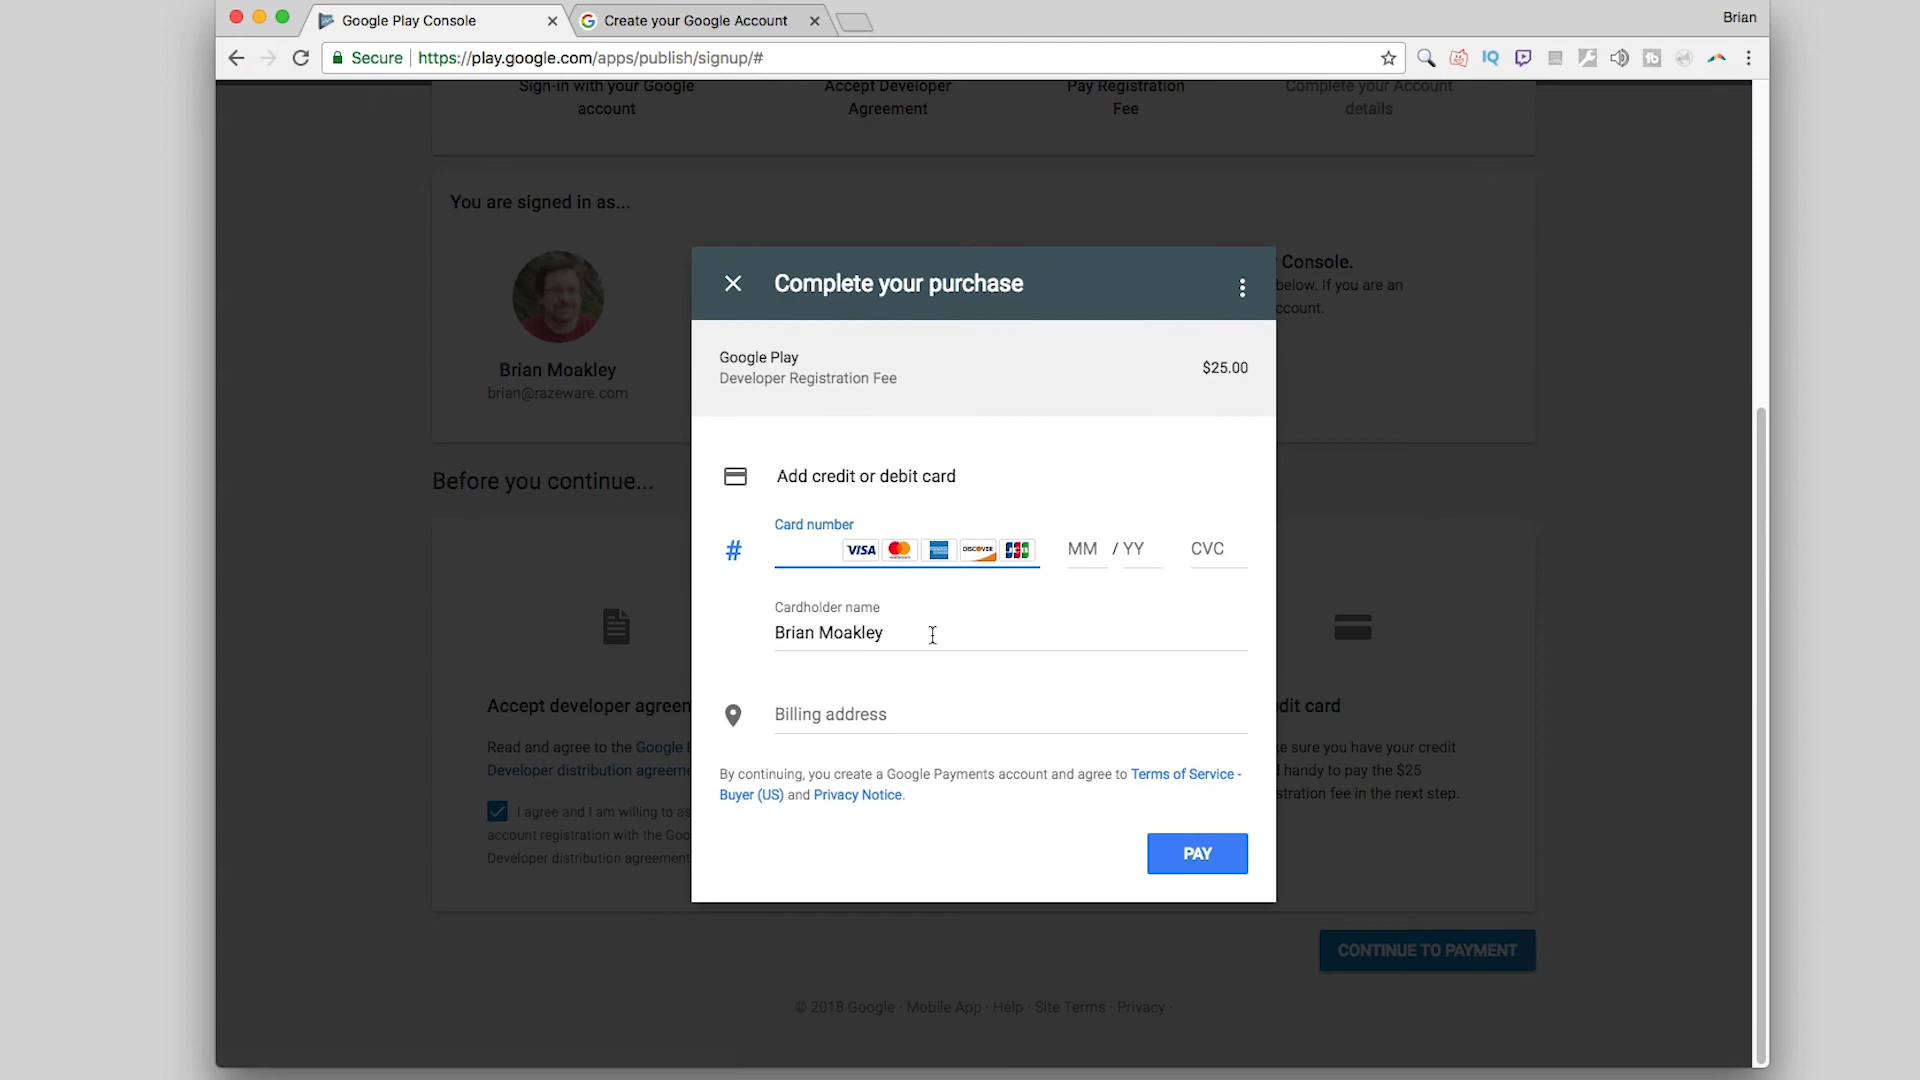 Google Play Console
Create your Google Account
Brian
Secure
https://play.google.com/apps/publish/signup/#
Sign-in with your Google
account
Accept Developer
Agreement
Pay Registration
Fee
Complete your Account
details
You are signed in as...
Brian Moakley
brian@razeware.com
Console.
below. If you are an
ccount.
Complete your purchase
Google Play
Developer Registration Fee
$25.00
Add credit or debit card
Card number
#
VISA
DISCOVER
JCB
MM / YY
CVC
Cardholder name
Brian Moakley
Billing address
By continuing, you create a Google Payments account and agree to Terms of Service -
Buyer (US) and Privacy Notice.
PAY
Before you continue...
Accept developer agreen
Read and agree to the Google
Developer distribution agreeme
I agree and I am willing to as
account registration with the Goo
Developer distribution agreement
dit card
sure you have your credit
handy to pay the $25
stration fee in the next step.
CONTINUE TO PAYMENT
© 2018 Google · Mobile App · Help · Site Terms · Privacy ·